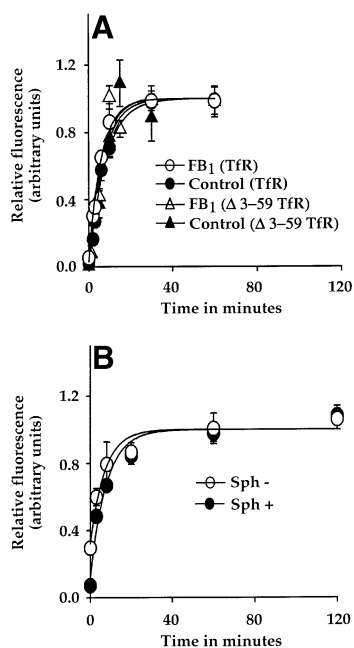 A
1.2
0.8
0.4
0.0
Relative fluorescence
(arbitrary units)
FB1 (TfR)
Control (TfR)
FB1 (Δ 3–59 TfR)
Control (Δ 3–59 TfR)
0 40 80 120
Time in minutes
B
1.2
0.8
0.4
0.0
Relative fluorescence
(arbitrary units)
Sph -
Sph +
0 40 80 120
Time in minutes